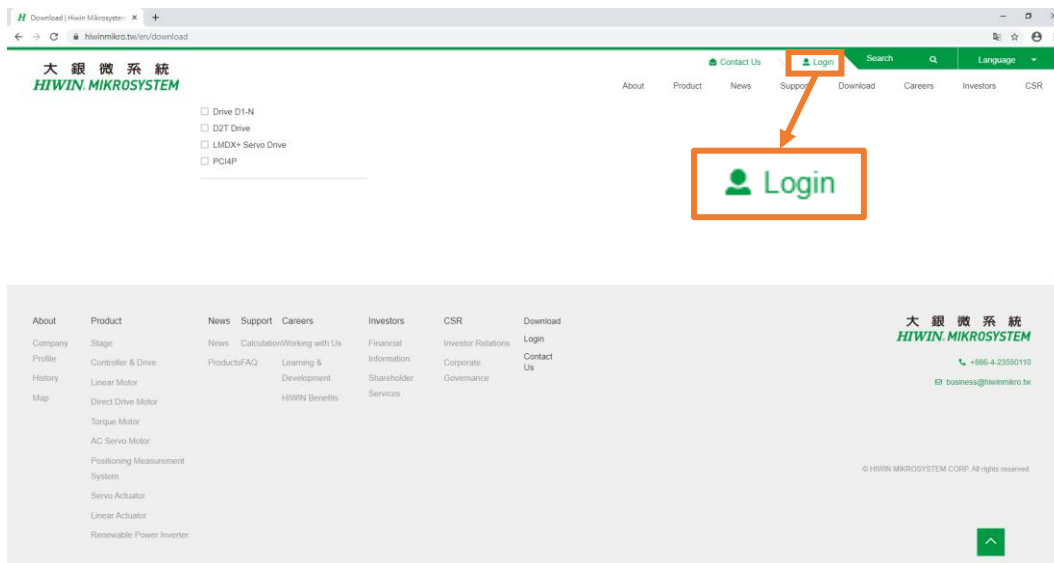 Download | Hiwin Mikrosystem
hiwinmikro.tw/en/download
大銀微系統
HIWIN. MIKROSYSTEM
Contact Us
Login
Search
Language
About
Product
News
Support
Download
Careers
Investors
CSR
Drive D1-N
D2T Drive
LMDX+ Servo Drive
PCI4P
Login
About
Company
Profile
History
Map
Product
Stage
Controller & Drive
Linear Motor
Direct Drive Motor
Torque Motor
AC Servo Motor
Positioning Measurement
System
Servo Actuator
Linear Actuator
Renewable Power Inverter
News
News
Products
Support
Calculation
FAQ
Careers
Working with Us
Learning &
Development
HIWIN Benefits
Investors
Financial
Information
Shareholder
Services
CSR
Investor Relations
Corporate
Governance
Download
Login
Contact
Us
大銀微系統
HIWIN. MIKROSYSTEM
+886-4-23550110
business@hiwinmikro.tw
© HIWIN MIKROSYSTEM CORP. All rights reserved.